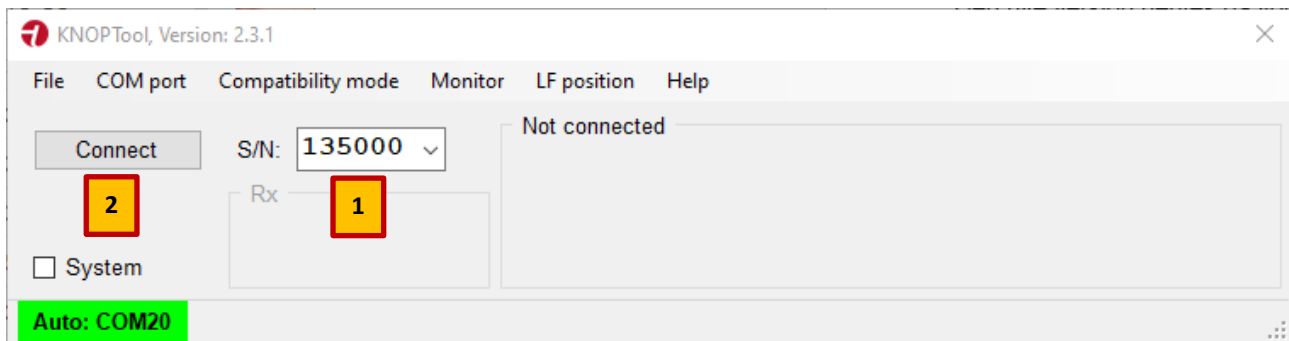 KNOPTool, Version: 2.3.1
File COM port Compatibility mode Monitor LF position Help
Connect S/N: 135000 Not connected
2 Rx 1
System
Auto: COM20